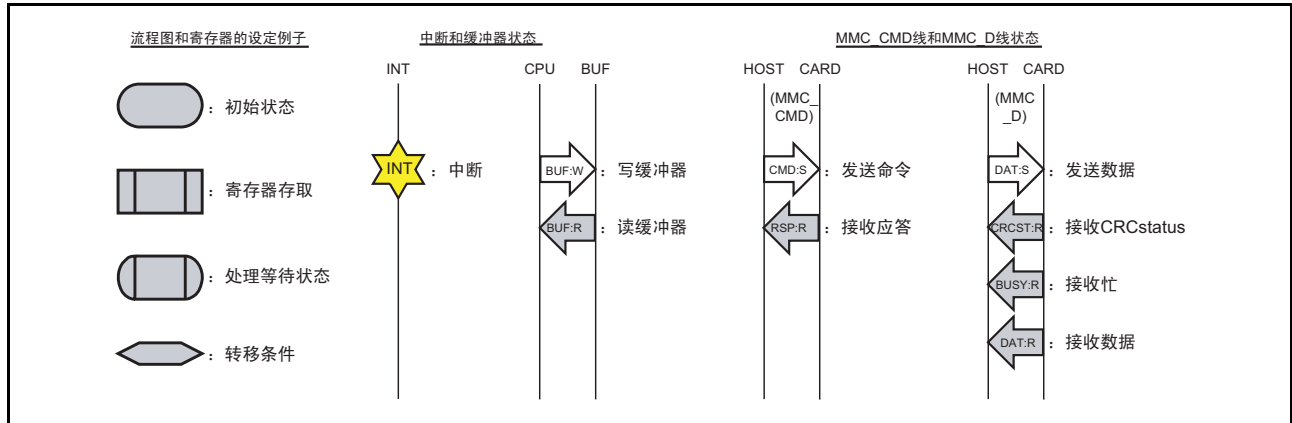 流程图和寄存器的设定例子
中断和缓冲器状态
MMC_CMD线和MMC_D线状态
INT
CPU BUF
HOST CARD
HOST CARD
(MMC_
CMD)
(MMC
_D)
：初始状态
INT ：中断
BUF:W ：写缓冲器
CMD:S ：发送命令
DAT:S ：发送数据
：寄存器存取
BUF:R ：读缓冲器
RSP:R ：接收应答
CRCST:R ：接收CRCstatus
：处理等待状态
BUSY:R ：接收忙
：转移条件
DAT:R ：接收数据